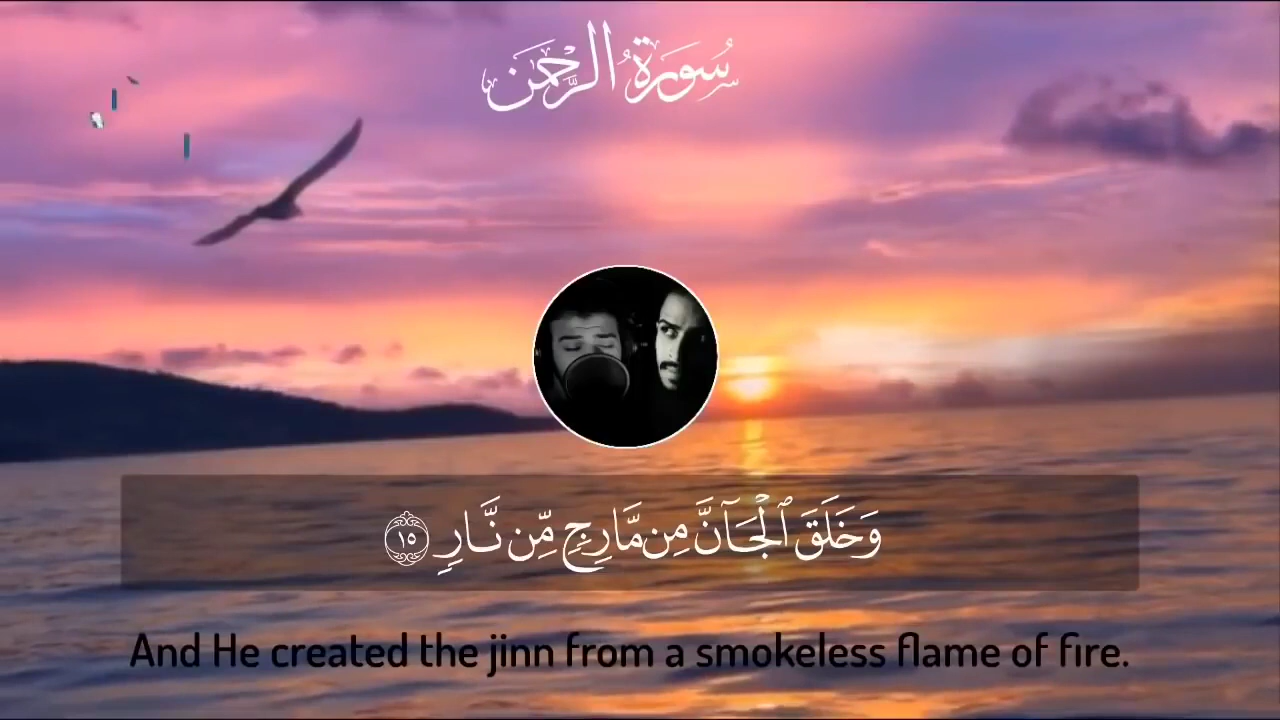 سُورَةُ الرَّحْمَٰن
وَخَلَقَ ٱلْجَآنَّ مِن مَّارِجٍ مِّن نَّارٍ ١٥
And He created the jinn from a smokeless flame of fire.